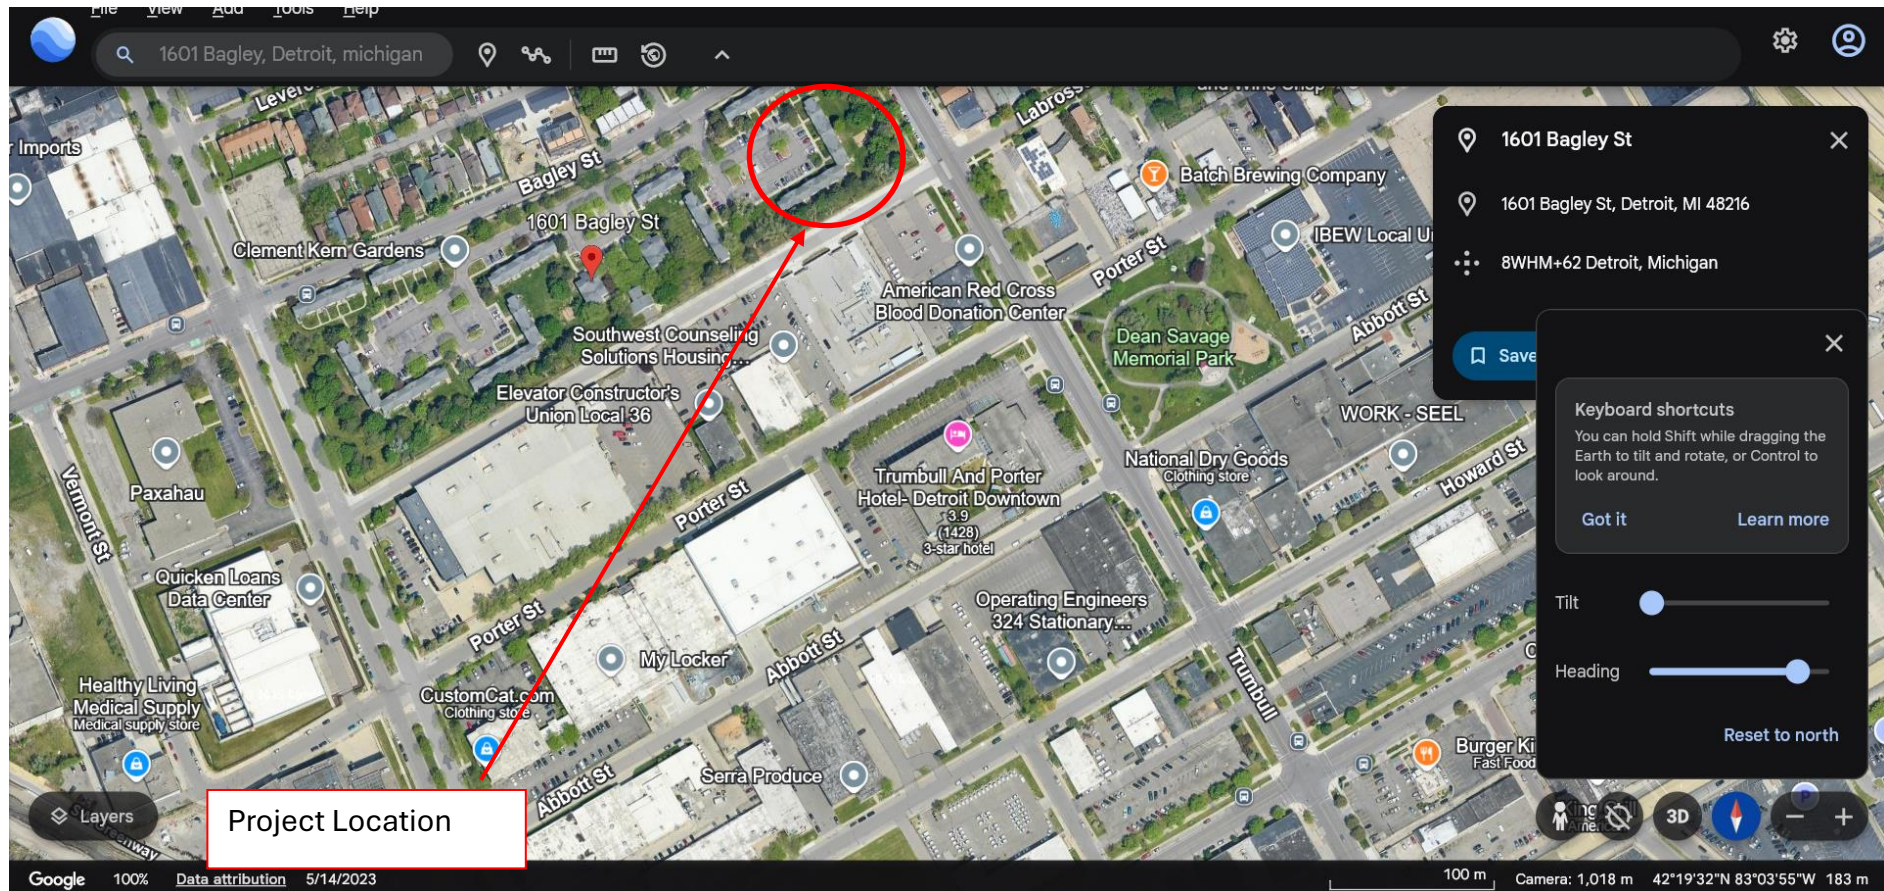 File View Add Tools Help
1601 Bagley, Detroit, michigan
Labross
Imports
Bagley St
1601 Bagley St
Clement Kern Gardens
Batch Brewing Company
IBEW Local U
Porter St
American Red Cross
Blood Donation Center
Abbott St
Southwest Counseling
Solutions Housing...
Dean Savage
Memorial Park
Elevator Constructor's
Union Local 36
WORK - SEEL
Howard St
Trumbull And Porter
Hotel- Detroit Downtown
3.9
(1428)
3-star hotel
National Dry Goods
Clothing store
Vermont St
Paxahau
Porter St
Quicken Loans
Data Center
Operating Engineers
324 Stationary...
Porter St
My Locker
Abbott St
Trumbull
Healthy Living
Medical Supply
Medical supply store
CustomCat.com
Clothing store
Serra Produce
Abbott St
Burger Ki
Fast Food
1601 Bagley St
1601 Bagley St, Detroit, MI 48216
8WHM+62 Detroit, Michigan
Save
Keyboard shortcuts
You can hold Shift while dragging the
Earth to tilt and rotate, or Control to
look around.
Got it Learn more
Tilt
Heading
Reset to north
Layers
Project Location
3D
Google 100% Data attribution 5/14/2023
100 m Camera: 1,018 m 42°19'32"N 83°03'55"W 183 m